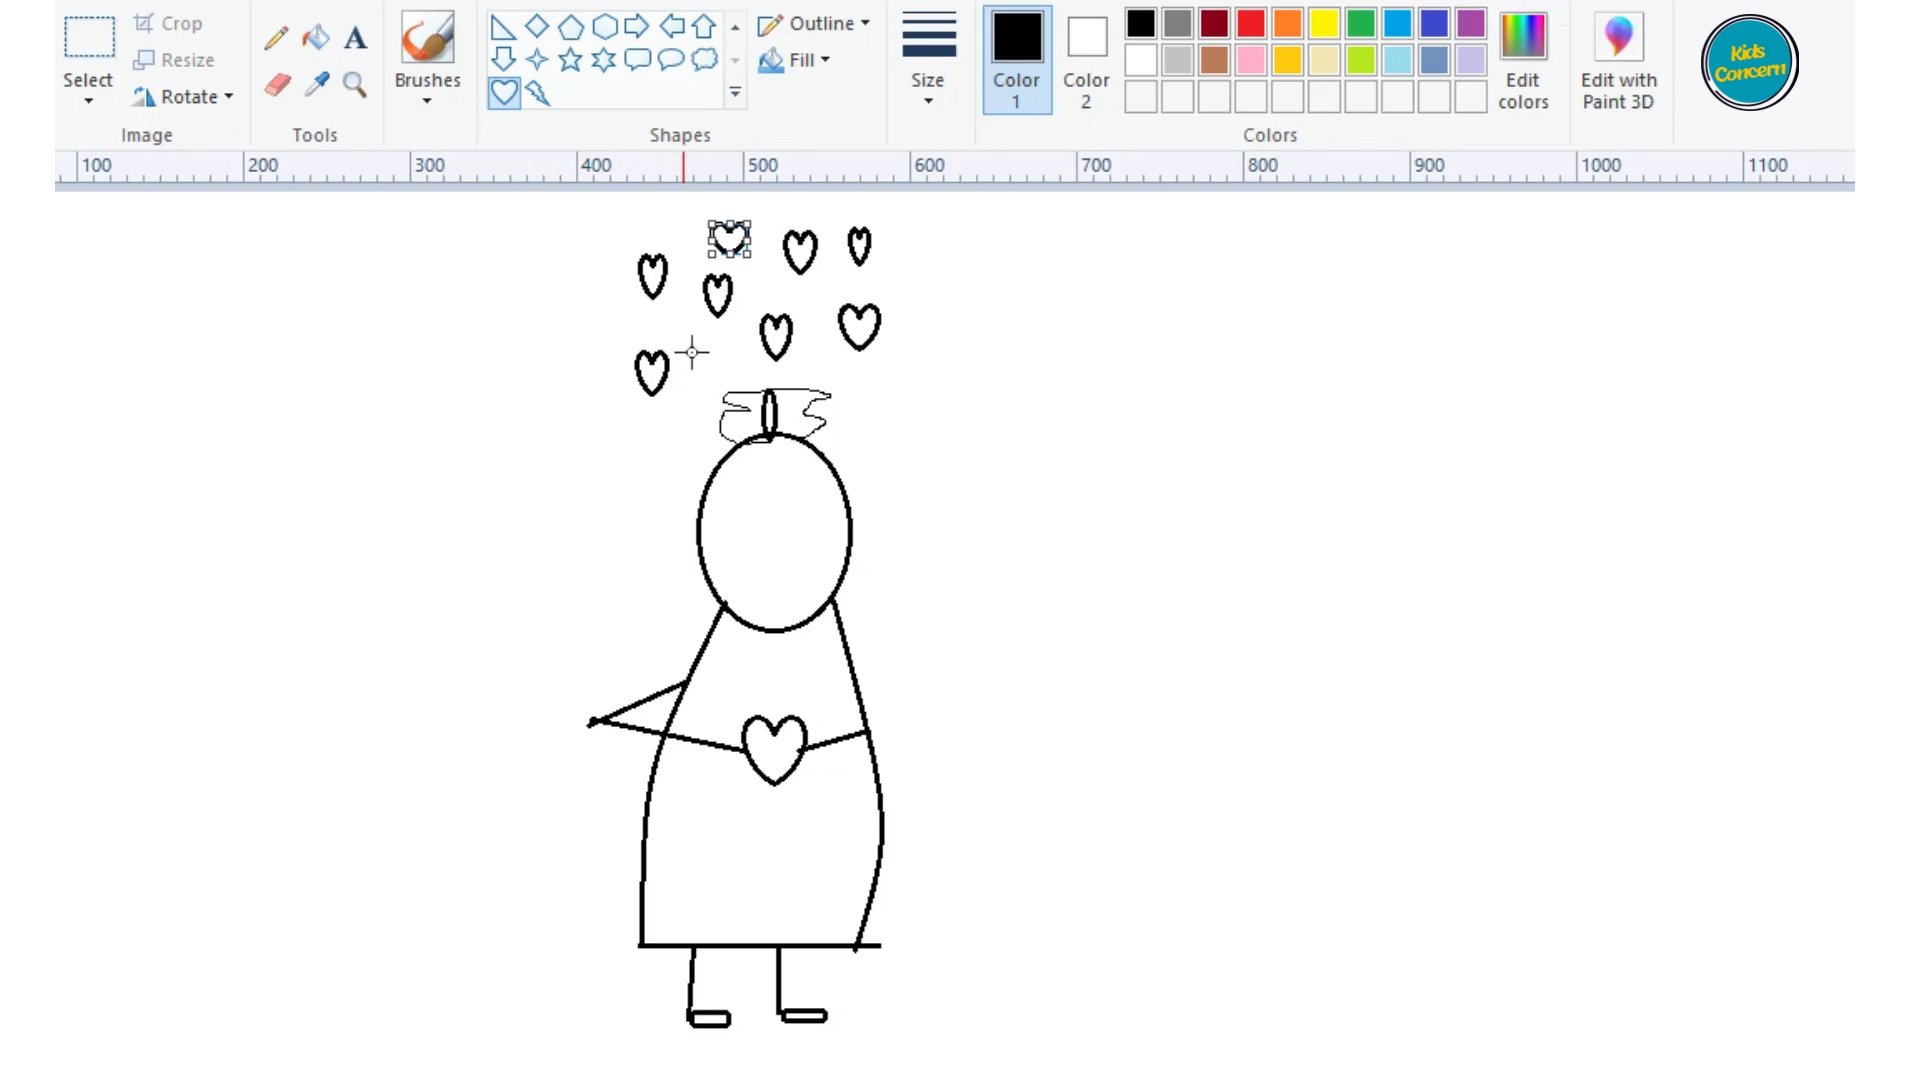 Crop
Resize
Rotate
Select
Image
A
Tools
Brushes
Outline
Fill
Shapes
Size
Color
1
Color
2
Edit
colors
Colors
Edit with
Paint 3D
Kids
Concern
100 200 300 400 500 600 700 800 900 1000 1100